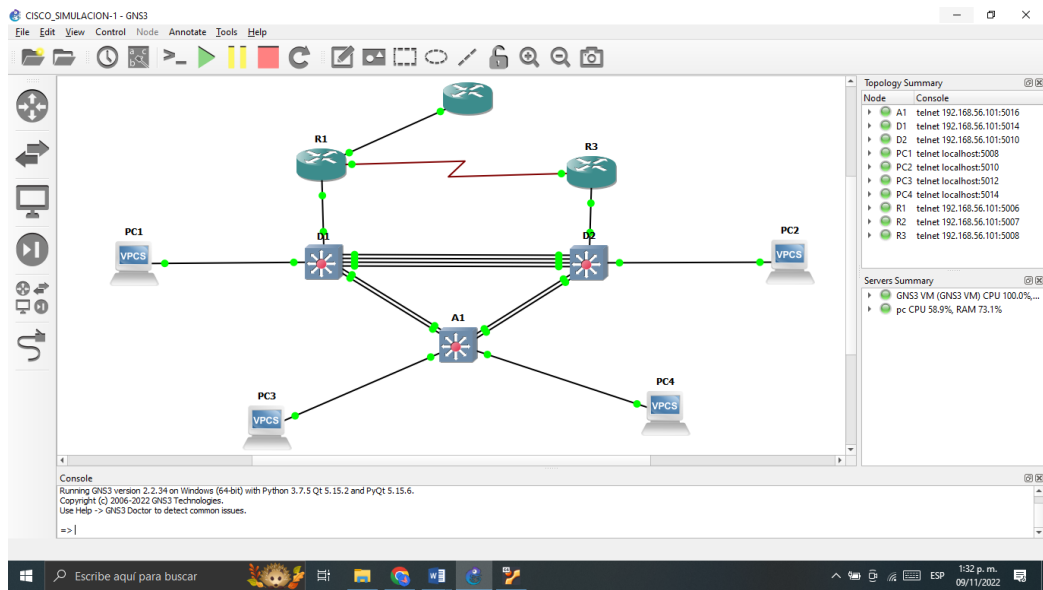 CISCO_SIMULACION-1 - GNS3
File Edit View Control Node Annotate Tools Help
R1
R3
D1
D2
PC1
VPCS
PC2
VPCS
A1
PC3
VPCS
PC4
VPCS
Topology Summary
Node Console
A1 telnet 192.168.56.101:5016
D1 telnet 192.168.56.101:5014
D2 telnet 192.168.56.101:5010
PC1 telnet localhost:5008
PC2 telnet localhost:5010
PC3 telnet localhost:5012
PC4 telnet localhost:5014
R1 telnet 192.168.56.101:5006
R2 telnet 192.168.56.101:5007
R3 telnet 192.168.56.101:5008
Servers Summary
GNS3 VM (GNS3 VM) CPU 100.0%,...
pc CPU 58.9%, RAM 73.1%
Console
Running GNS3 version 2.2.34 on Windows (64-bit) with Python 3.7.5 Qt 5.15.2 and PyQt 5.15.6.
Copyright (c) 2006-2022 GNS3 Technologies.
Use Help -> GNS3 Doctor to detect common issues.
=>
Escribe aquí para buscar
ESP
1:32 p. m.
09/11/2022